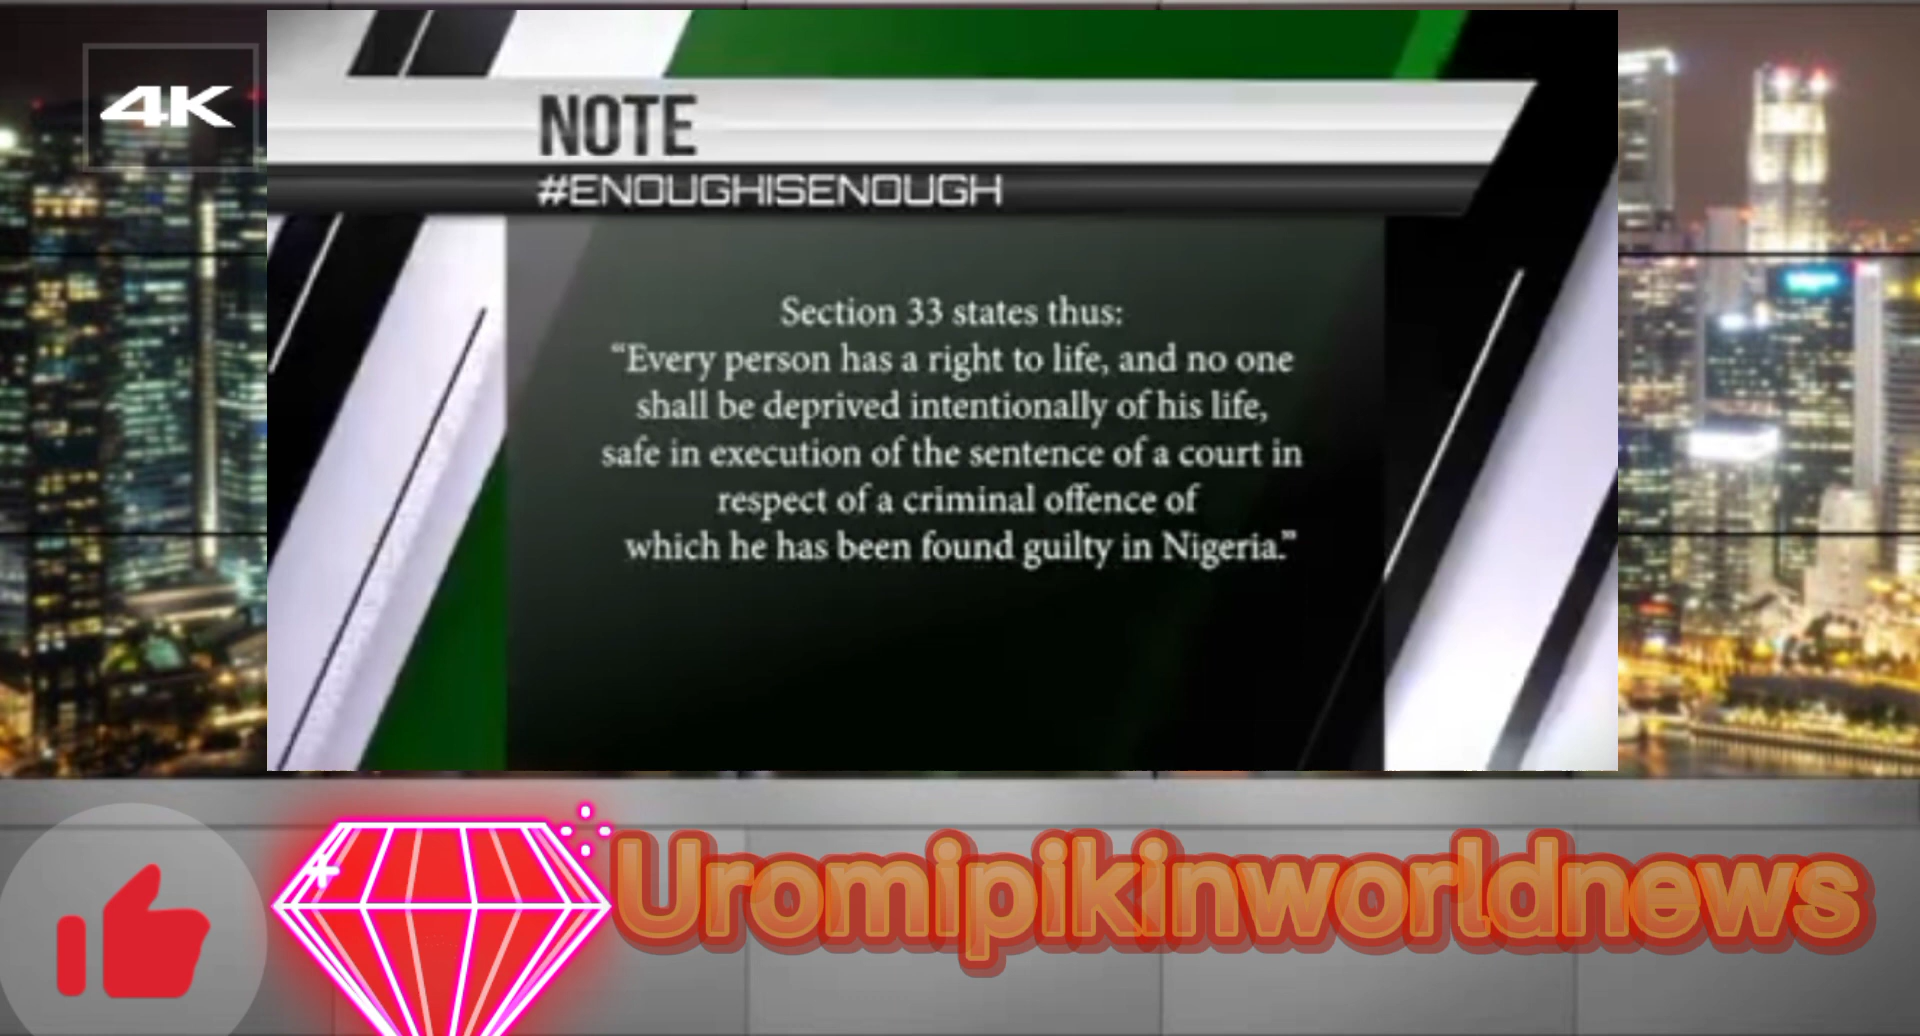 4K
NOTE
#ENOUGHISENOUGH
Section 33 states thus:
“Every person has a right to life, and no one
shall be deprived intentionally of his life,
safe in execution of the sentence of a court in
respect of a criminal offence of
which he has been found guilty in Nigeria.”
Uromipikinworldnews